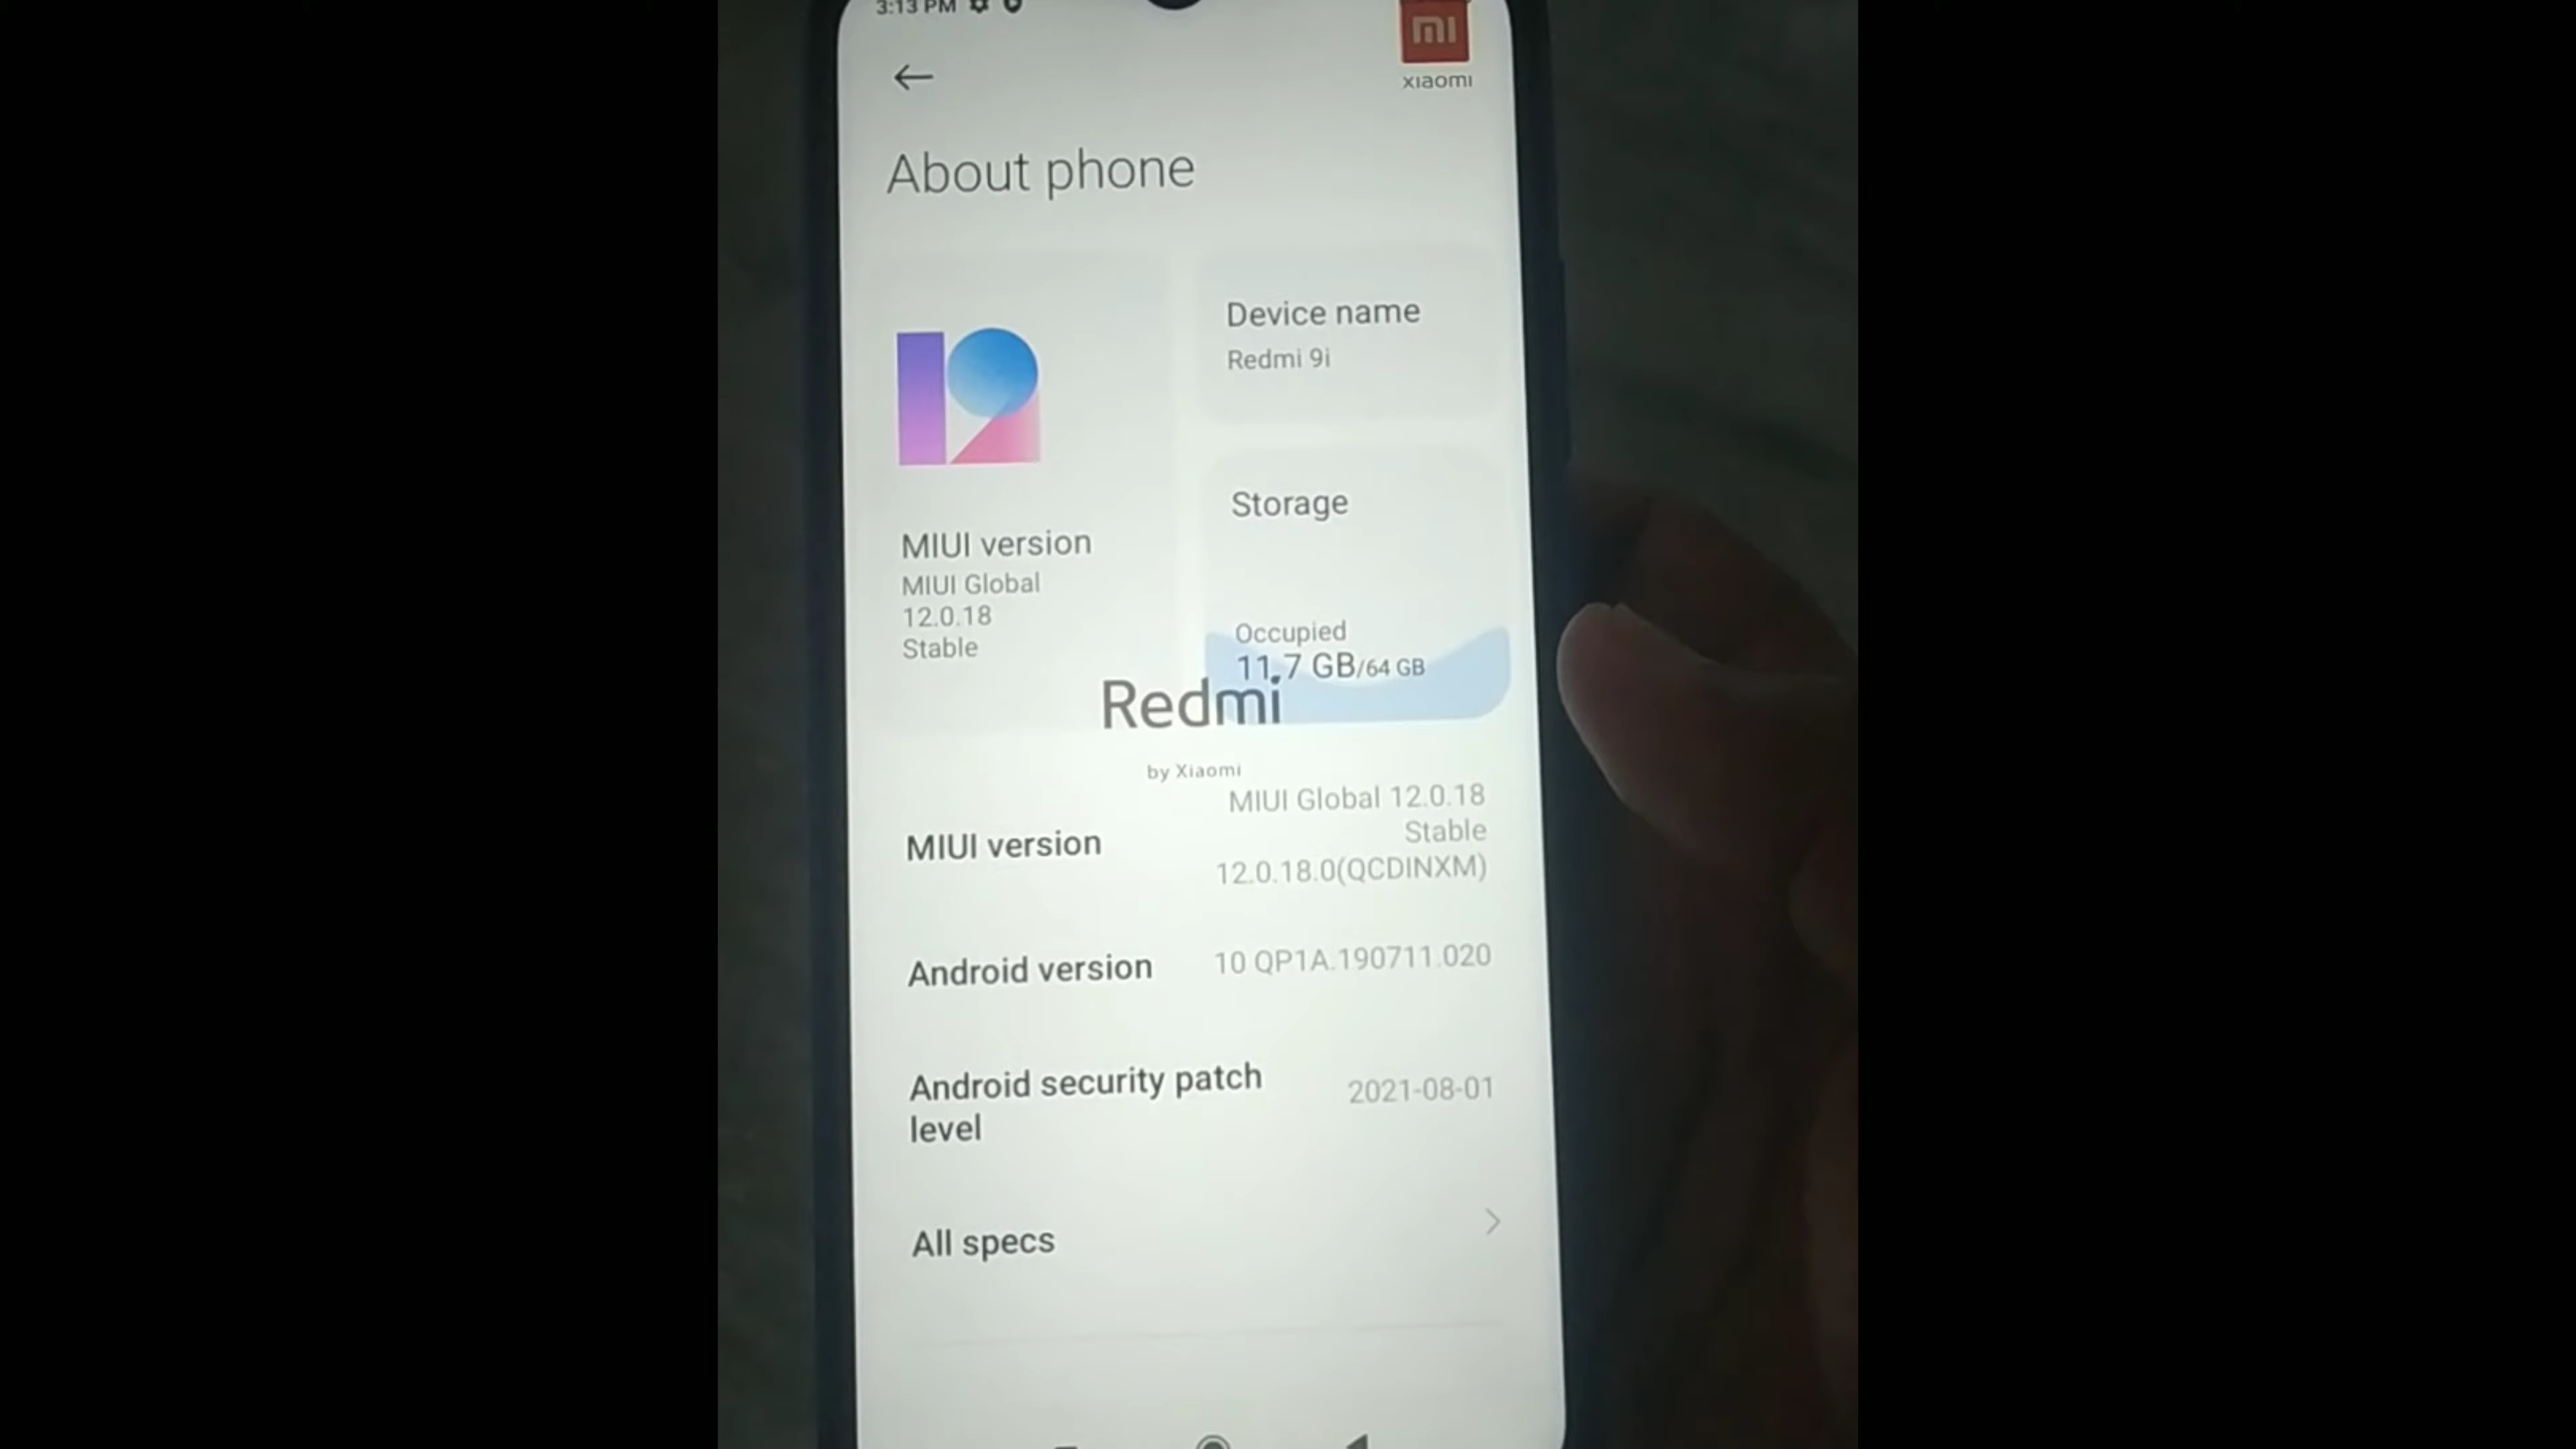 3:13 PM
mi
xiaomi
About phone
Device name
Redmi 9i
Storage
MIUI version
MIUI Global
12.0.18
Stable
Occupied
11.7 GB/64 GB
Redmi
by Xiaomi
MIUI version
MIUI Global 12.0.18
Stable
12.0.18.0(QCDINXM)
Android version
10 QP1A.190711.020
Android security patch
level
2021-08-01
All specs